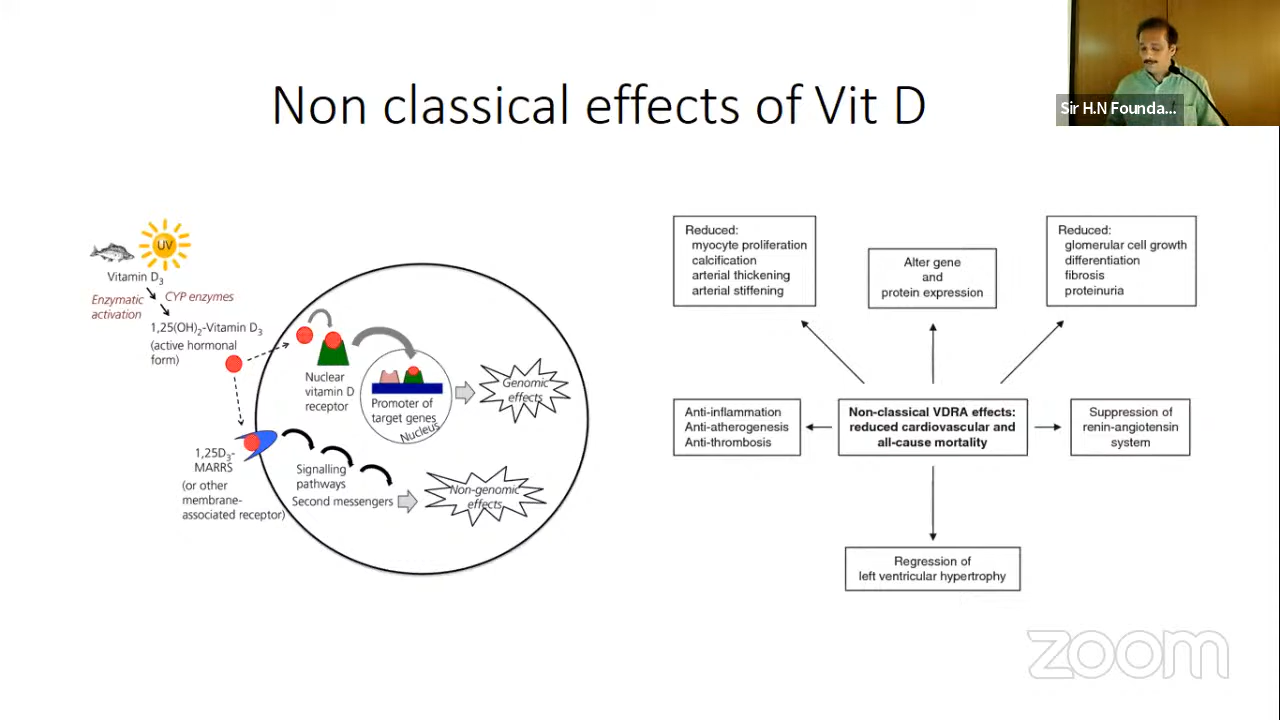 Sir H.N Founda...
Non classical effects of Vit D
UV
Vitamin D3
Enzymatic
activation
CYP enzymes
1,25(OH)2-Vitamin D3
(active hormonal
form)
Nuclear
vitamin D
receptor
Promoter of
target genes
Nucleus
Genomic
effects
1,25D3-
MARRS
(or other
membrane-
associated receptor)
Signalling
pathways
Second messengers
Non-genomic
effects
Reduced:
myocyte proliferation
calcification
arterial thickening
arterial stiffening
Alter gene
and
protein expression
Reduced:
glomerular cell growth
differentiation
fibrosis
proteinuria
Anti-inflammation
Anti-atherogenesis
Anti-thrombosis
Non-classical VDRA effects:
reduced cardiovascular and
all-cause mortality
Suppression of
renin-angiotensin
system
Regression of
left ventricular hypertrophy
zoom